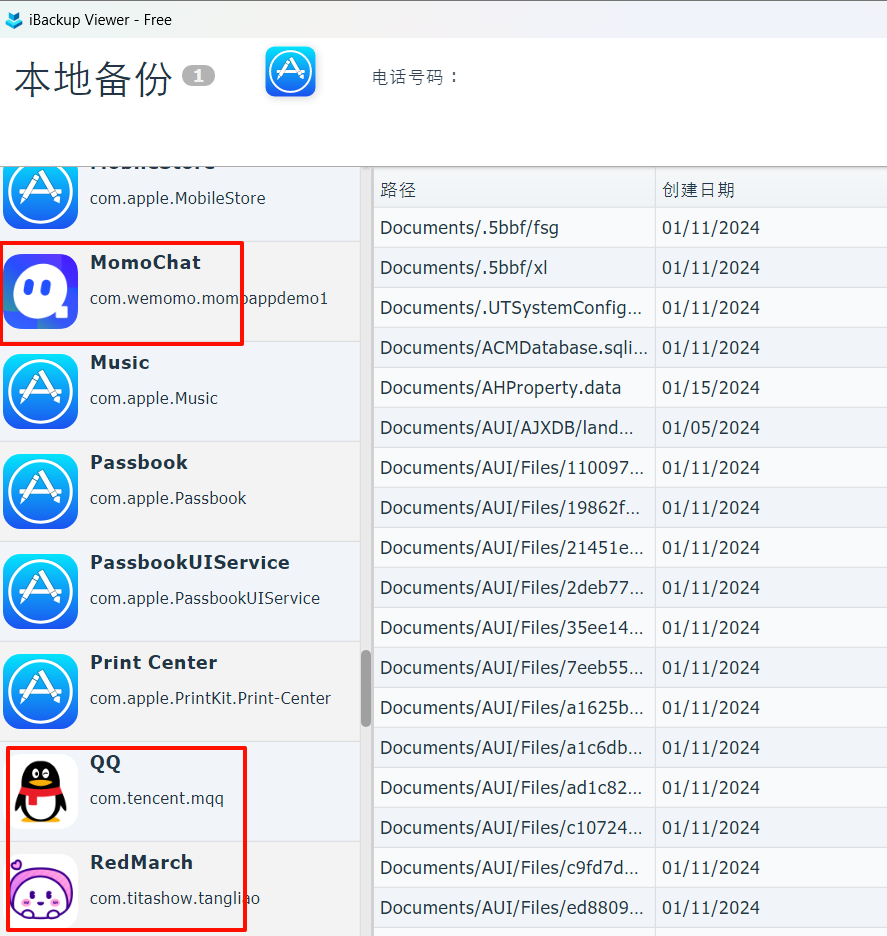 iBackup Viewer - Free
本地备份 1
电话号码：
MobileStore
com.apple.MobileStore
MomoChat
com.wemomo.momoappdemo1
Music
com.apple.Music
Passbook
com.apple.Passbook
PassbookUIService
com.apple.PassbookUIService
Print Center
com.apple.PrintKit.Print-Center
QQ
com.tencent.mqq
RedMarch
com.titashow.tangliao
路径 创建日期
Documents/.5bbf/fsg 01/11/2024
Documents/.5bbf/xl 01/11/2024
Documents/.UTSystemConfig... 01/11/2024
Documents/ACMDatabase.sqli... 01/11/2024
Documents/AHProperty.data 01/15/2024
Documents/AUI/AJXDB/land... 01/05/2024
Documents/AUI/Files/110097... 01/11/2024
Documents/AUI/Files/19862f... 01/11/2024
Documents/AUI/Files/21451e... 01/11/2024
Documents/AUI/Files/2deb77... 01/11/2024
Documents/AUI/Files/35ee14... 01/11/2024
Documents/AUI/Files/7eeb55... 01/11/2024
Documents/AUI/Files/a1625b... 01/11/2024
Documents/AUI/Files/a1c6db... 01/11/2024
Documents/AUI/Files/ad1c82... 01/11/2024
Documents/AUI/Files/c10724... 01/11/2024
Documents/AUI/Files/c9fd7d... 01/11/2024
Documents/AUI/Files/ed8809... 01/11/2024